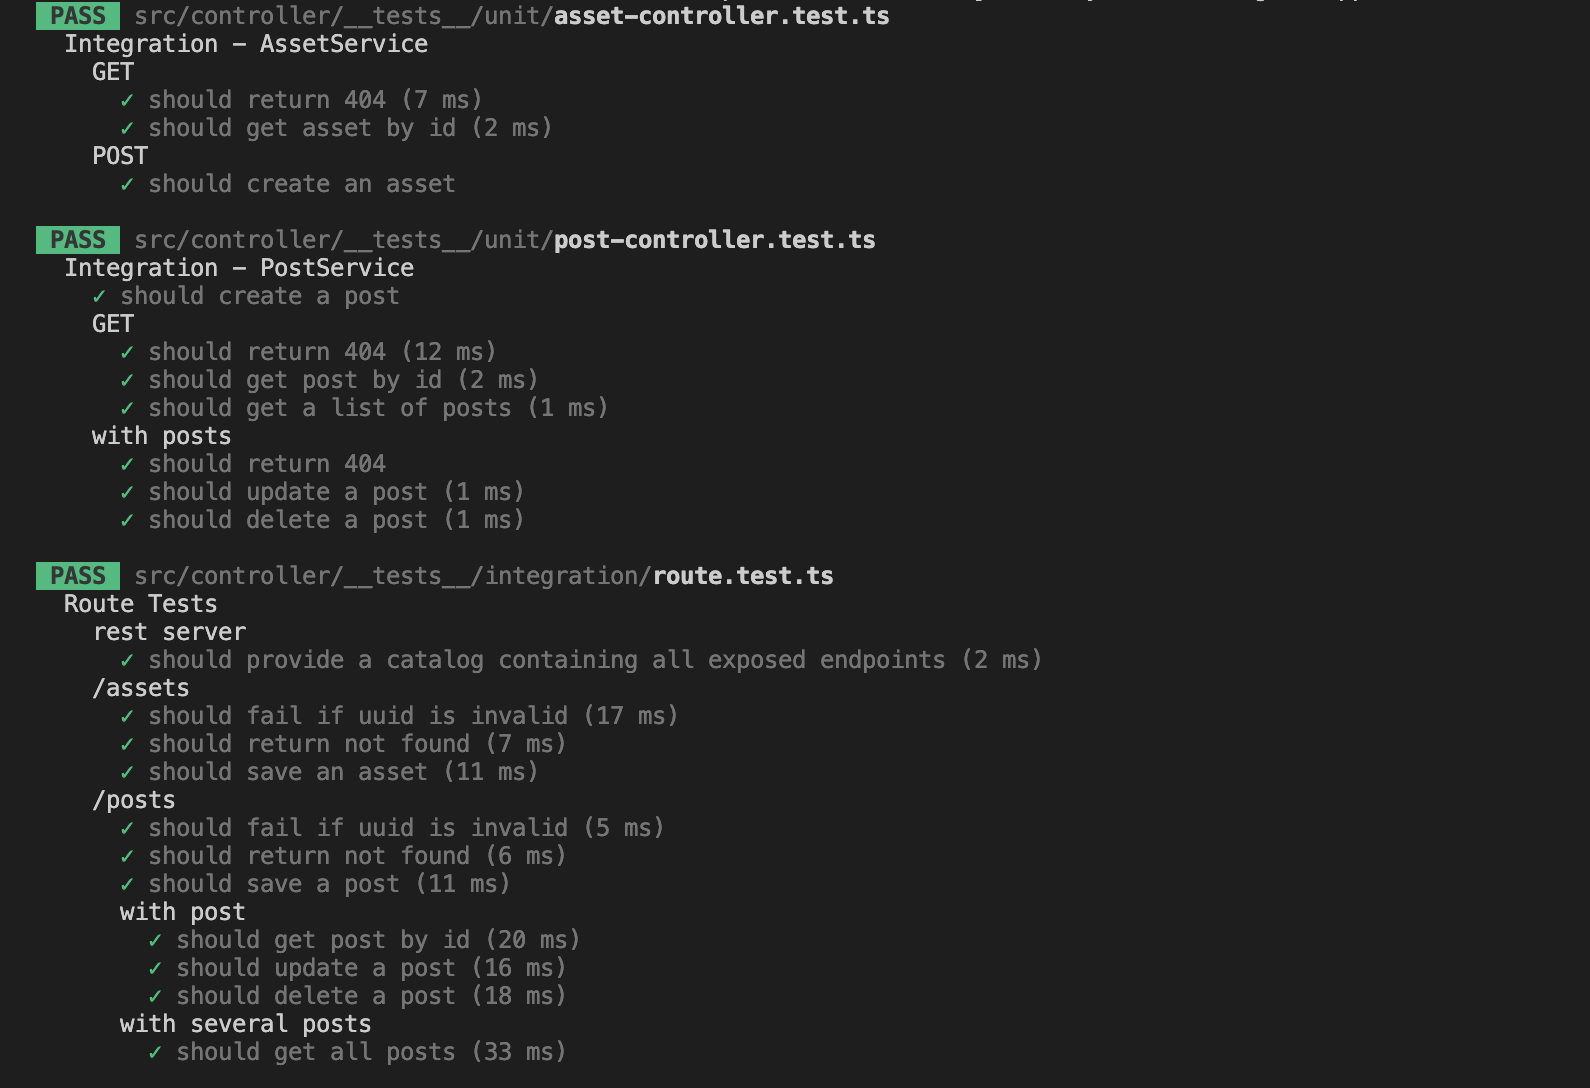 PASS src/controller/__tests__/unit/asset-controller.test.ts
Integration - AssetService
GET
✓ should return 404 (7 ms)
✓ should get asset by id (2 ms)
POST
✓ should create an asset
PASS src/controller/__tests__/unit/post-controller.test.ts
Integration - PostService
✓ should create a post
GET
✓ should return 404 (12 ms)
✓ should get post by id (2 ms)
✓ should get a list of posts (1 ms)
with posts
✓ should return 404
✓ should update a post (1 ms)
✓ should delete a post (1 ms)
PASS src/controller/__tests__/integration/route.test.ts
Route Tests
rest server
✓ should provide a catalog containing all exposed endpoints (2 ms)
/assets
✓ should fail if uuid is invalid (17 ms)
✓ should return not found (7 ms)
✓ should save an asset (11 ms)
/posts
✓ should fail if uuid is invalid (5 ms)
✓ should return not found (6 ms)
✓ should save a post (11 ms)
with post
✓ should get post by id (20 ms)
✓ should update a post (16 ms)
✓ should delete a post (18 ms)
with several posts
✓ should get all posts (33 ms)